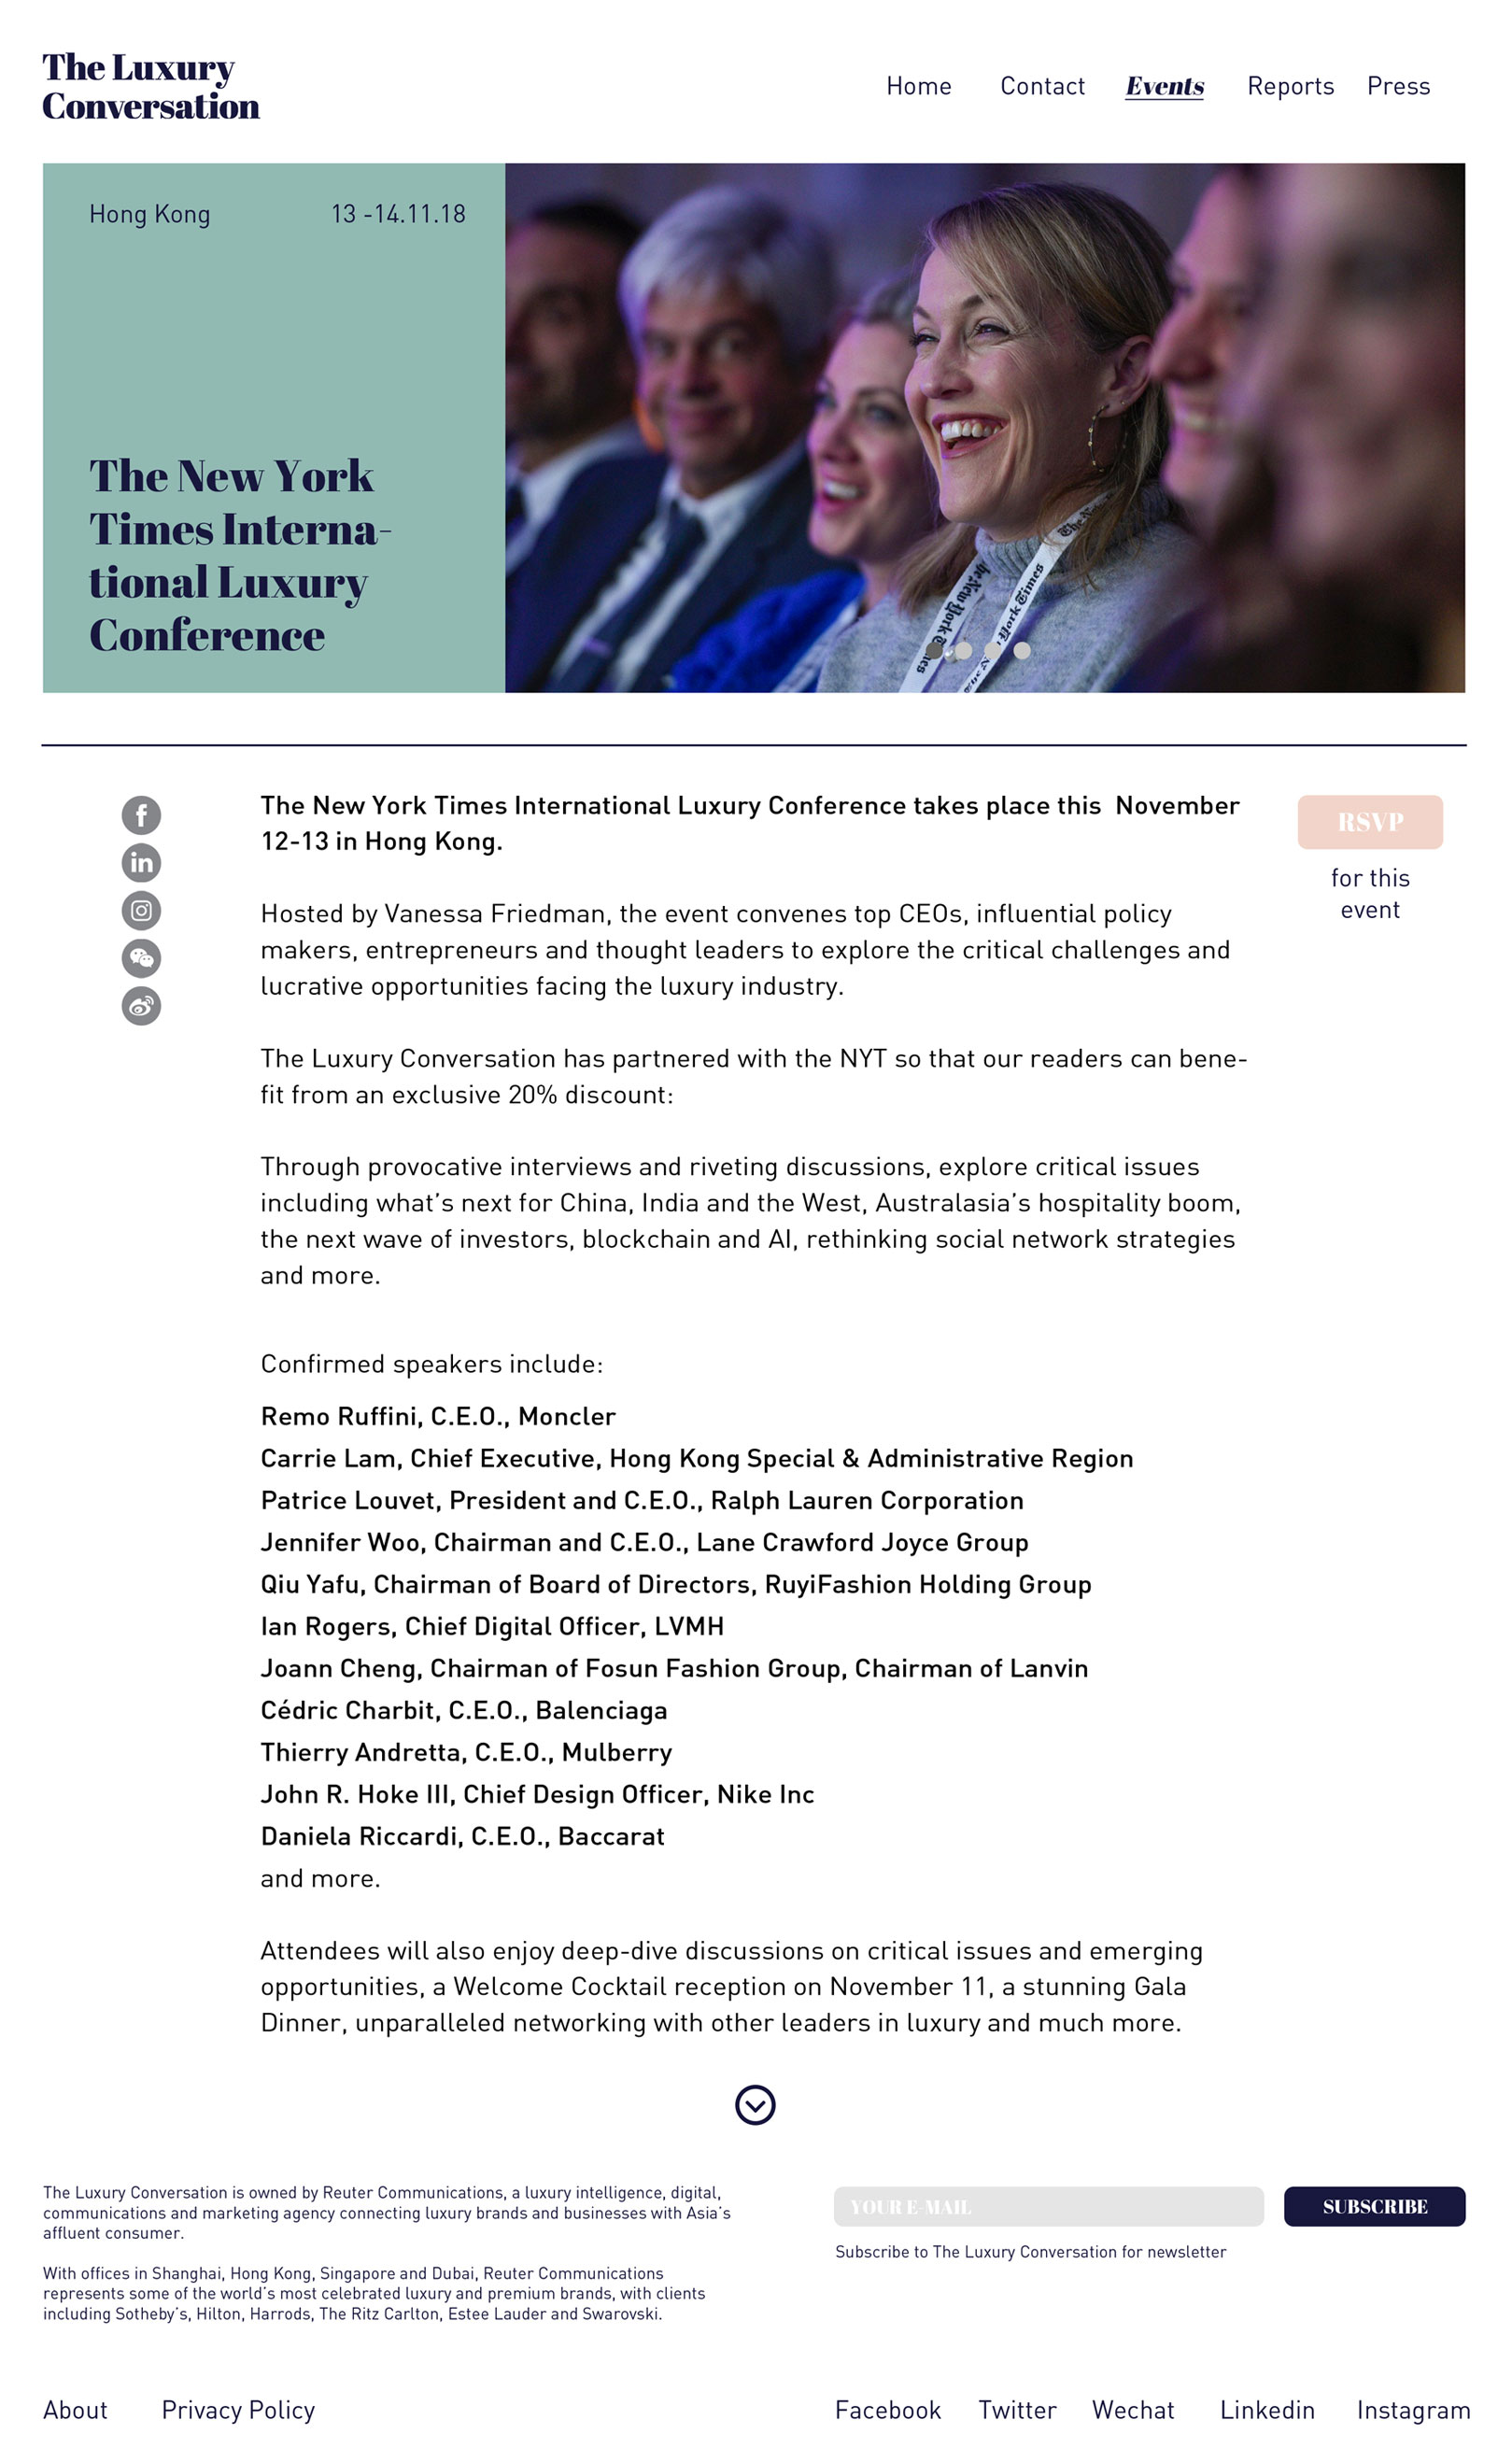 The Luxury
Conversation
Home Contact Events Reports Press
Hong Kong 13 -14.11.18
The New York
Times Interna-
tional Luxury
Conference
The New York Times International Luxury Conference takes place this  November
12-13 in Hong Kong.
RSVP
for this
event
Hosted by Vanessa Friedman, the event convenes top CEOs, influential policy
makers, entrepreneurs and thought leaders to explore the critical challenges and
lucrative opportunities facing the luxury industry.
The Luxury Conversation has partnered with the NYT so that our readers can bene-
fit from an exclusive 20% discount:
Through provocative interviews and riveting discussions, explore critical issues
including what’s next for China, India and the West, Australasia’s hospitality boom,
the next wave of investors, blockchain and AI, rethinking social network strategies
and more.
Confirmed speakers include:
Remo Ruffini, C.E.O., Moncler
Carrie Lam, Chief Executive, Hong Kong Special & Administrative Region
Patrice Louvet, President and C.E.O., Ralph Lauren Corporation
Jennifer Woo, Chairman and C.E.O., Lane Crawford Joyce Group
Qiu Yafu, Chairman of Board of Directors, RuyiFashion Holding Group
Ian Rogers, Chief Digital Officer, LVMH
Joann Cheng, Chairman of Fosun Fashion Group, Chairman of Lanvin
Cédric Charbit, C.E.O., Balenciaga
Thierry Andretta, C.E.O., Mulberry
John R. Hoke III, Chief Design Officer, Nike Inc
Daniela Riccardi, C.E.O., Baccarat
and more.
Attendees will also enjoy deep-dive discussions on critical issues and emerging
opportunities, a Welcome Cocktail reception on November 11, a stunning Gala
Dinner, unparalleled networking with other leaders in luxury and much more.
The Luxury Conversation is owned by Reuter Communications, a luxury intelligence, digital,
communications and marketing agency connecting luxury brands and businesses with Asia’s
affluent consumer.
With offices in Shanghai, Hong Kong, Singapore and Dubai, Reuter Communications
represents some of the world’s most celebrated luxury and premium brands, with clients
including Sotheby’s, Hilton, Harrods, The Ritz Carlton, Estee Lauder and Swarovski.
YOUR E-MAIL SUBSCRIBE
Subscribe to The Luxury Conversation for newsletter
About Privacy Policy Facebook Twitter Wechat Linkedin Instagram